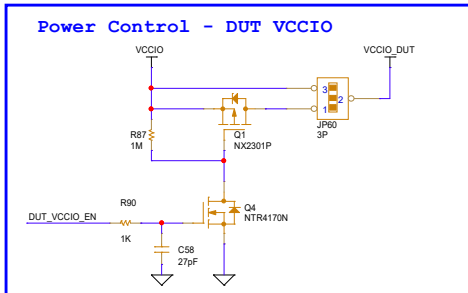 Power Control - DUT VCCIO
VCCIO
VCCIO_DUT
3
2
1
JP60
3P
R87
1M
Q1
NX2301P
R90
1K
DUT_VCCIO_EN
Q4
NTR4170N
C58
27pF